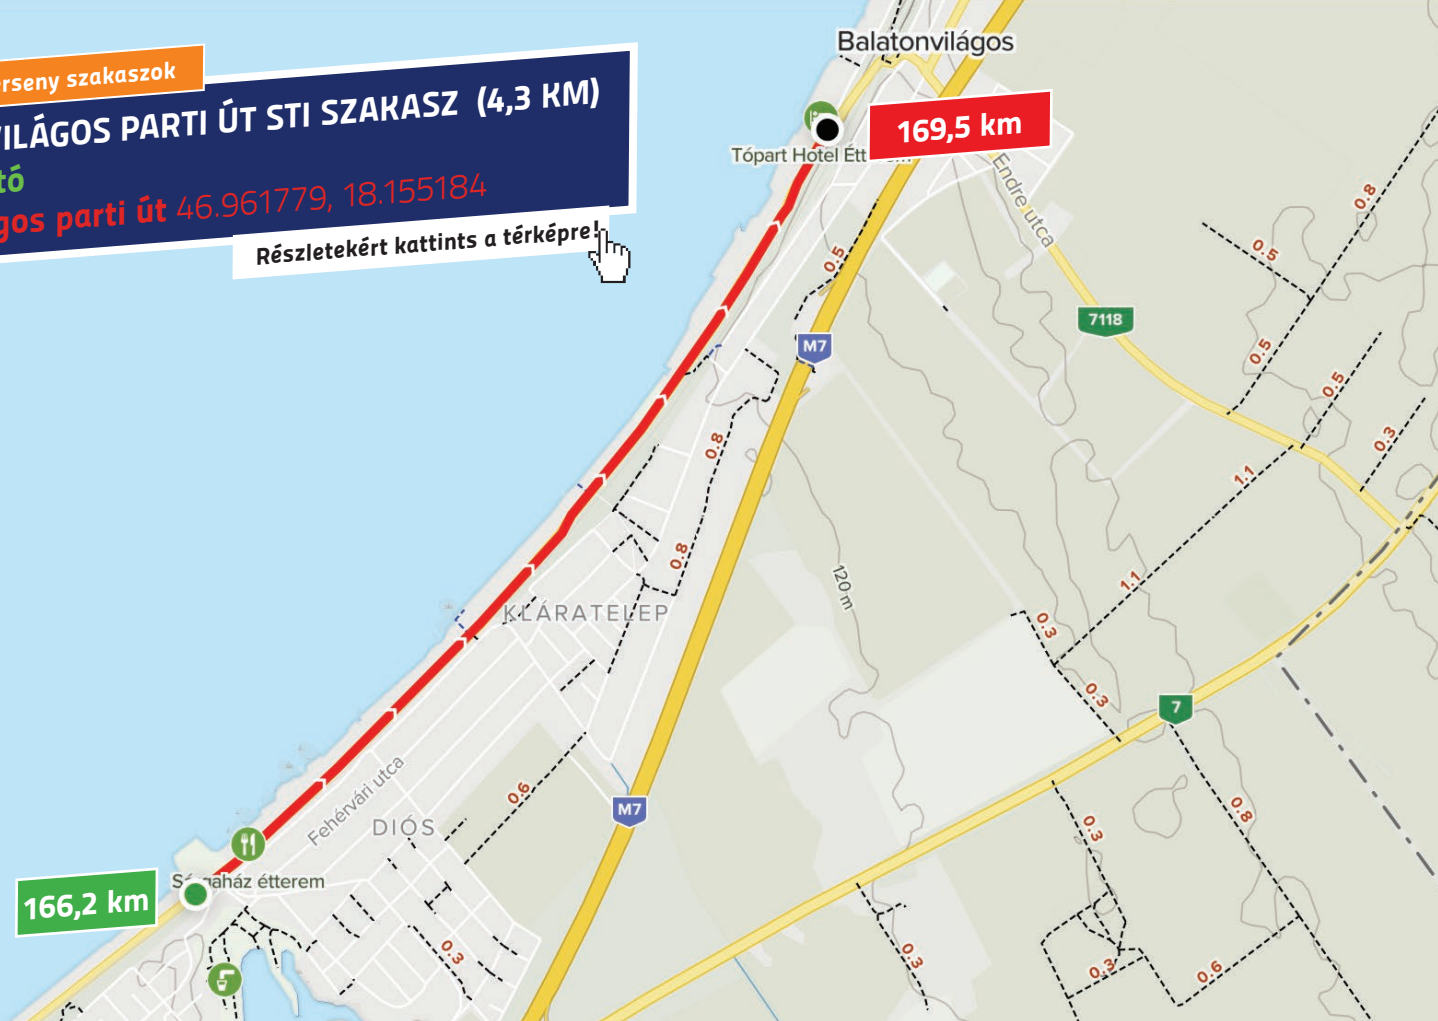 erseny szakaszok
VILÁGOS PARTI ÚT STI SZAKASZ (4,3 KM)
tó
gos parti út 46.961779, 18.155184
Részletekért kattints a térképre!
Balatonvilágos
169,5 km
Tópart Hotel Étt
Endre utca
0.8
0.5
0.5
7118
M7
0.5
0.5
0.3
0.8
1.1
0.8
120 m
1.1
KLÁRATELEP
0.3
0.3
7
Fehérvári utca
0.6
M7
DIÓS
0.8
0.3
166,2 km
Sárgaház étterem
0.3
0.3
0.3
0.6